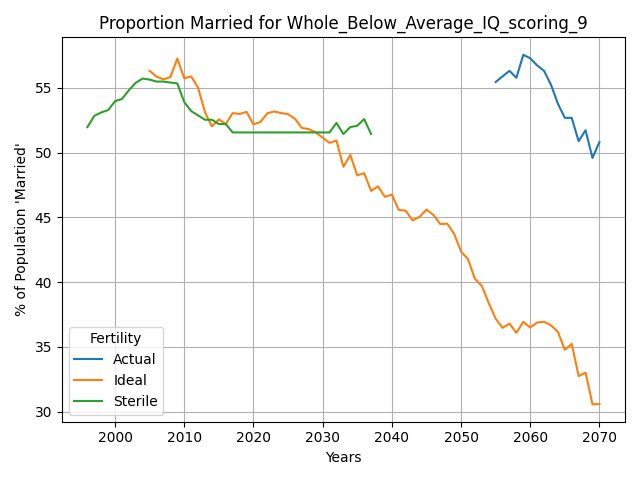 Proportion Married for Whole_Below_Average_IQ_scoring_9
% of Population 'Married'
55
50
45
40
35
30
Fertility
Actual
Ideal
Sterile
2000 2010 2020 2030 2040 2050 2060 2070
Years